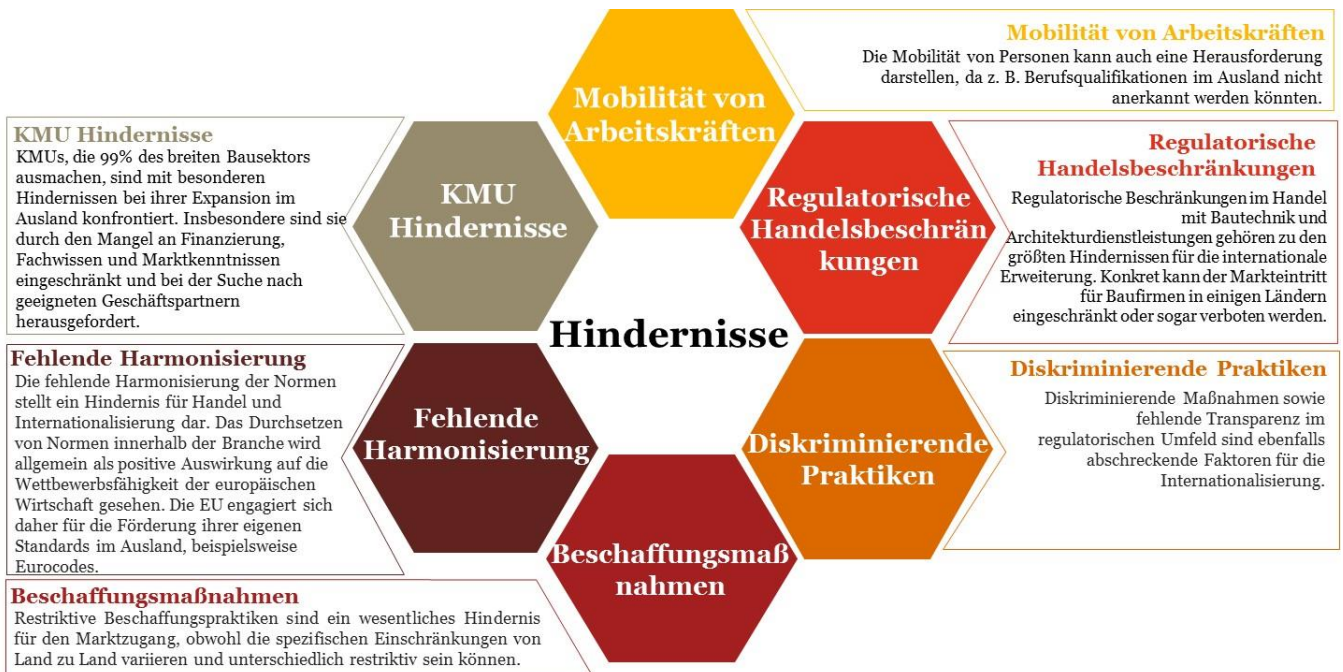 Mobilität von
Arbeitskräften
Mobilität von Arbeitskräften
Die Mobilität von Personen kann auch eine Herausforderung
darstellen, da z. B. Berufsqualifikationen im Ausland nicht
anerkannt werden könnten.
KMU Hindernisse
KMUs, die 99% des breiten Bausektors
ausmachen, sind mit besonderen
Hindernissen bei ihrer Expansion im
Ausland konfrontiert. Insbesondere sind sie
durch den Mangel an Finanzierung,
Fachwissen und Marktkenntnissen
eingeschränkt und bei der Suche nach
geeigneten Geschäftspartnern
herausgefordert.
KMU
Hindernisse
Regulatorische
Handelsbeschrän
kungen
Regulatorische
Handelsbeschränkungen
Regulatorische Beschränkungen im Handel
mit Bautechnik und
Architekturdienstleistungen gehören zu den
größten Hindernissen für die internationale
Erweiterung. Konkret kann der Markteintritt
für Baufirmen in einigen Ländern
eingeschränkt oder sogar verboten werden.
Hindernisse
Fehlende Harmonisierung
Die fehlende Harmonisierung der Normen
stellt ein Hindernis für Handel und
Internationalisierung dar. Das Durchsetzen
von Normen innerhalb der Branche wird
allgemein als positive Auswirkung auf die
Wettbewerbsfähigkeit der europäischen
Wirtschaft gesehen. Die EU engagiert sich
daher für die Förderung ihrer eigenen
Standards im Ausland, beispielsweise
Eurocodes.
Fehlende
Harmonisierung
Diskriminierende
Praktiken
Diskriminierende Praktiken
Diskriminierende Maßnahmen sowie
fehlende Transparenz im
regulatorischen Umfeld sind ebenfalls
abschreckende Faktoren für die
Internationalisierung.
Beschaffungsmaß
nahmen
Beschaffungsmaßnahmen
Restriktive Beschaffungspraktiken sind ein wesentliches Hindernis
für den Marktzugang, obwohl die spezifischen Einschränkungen von
Land zu Land variieren und unterschiedlich restriktiv sein können.